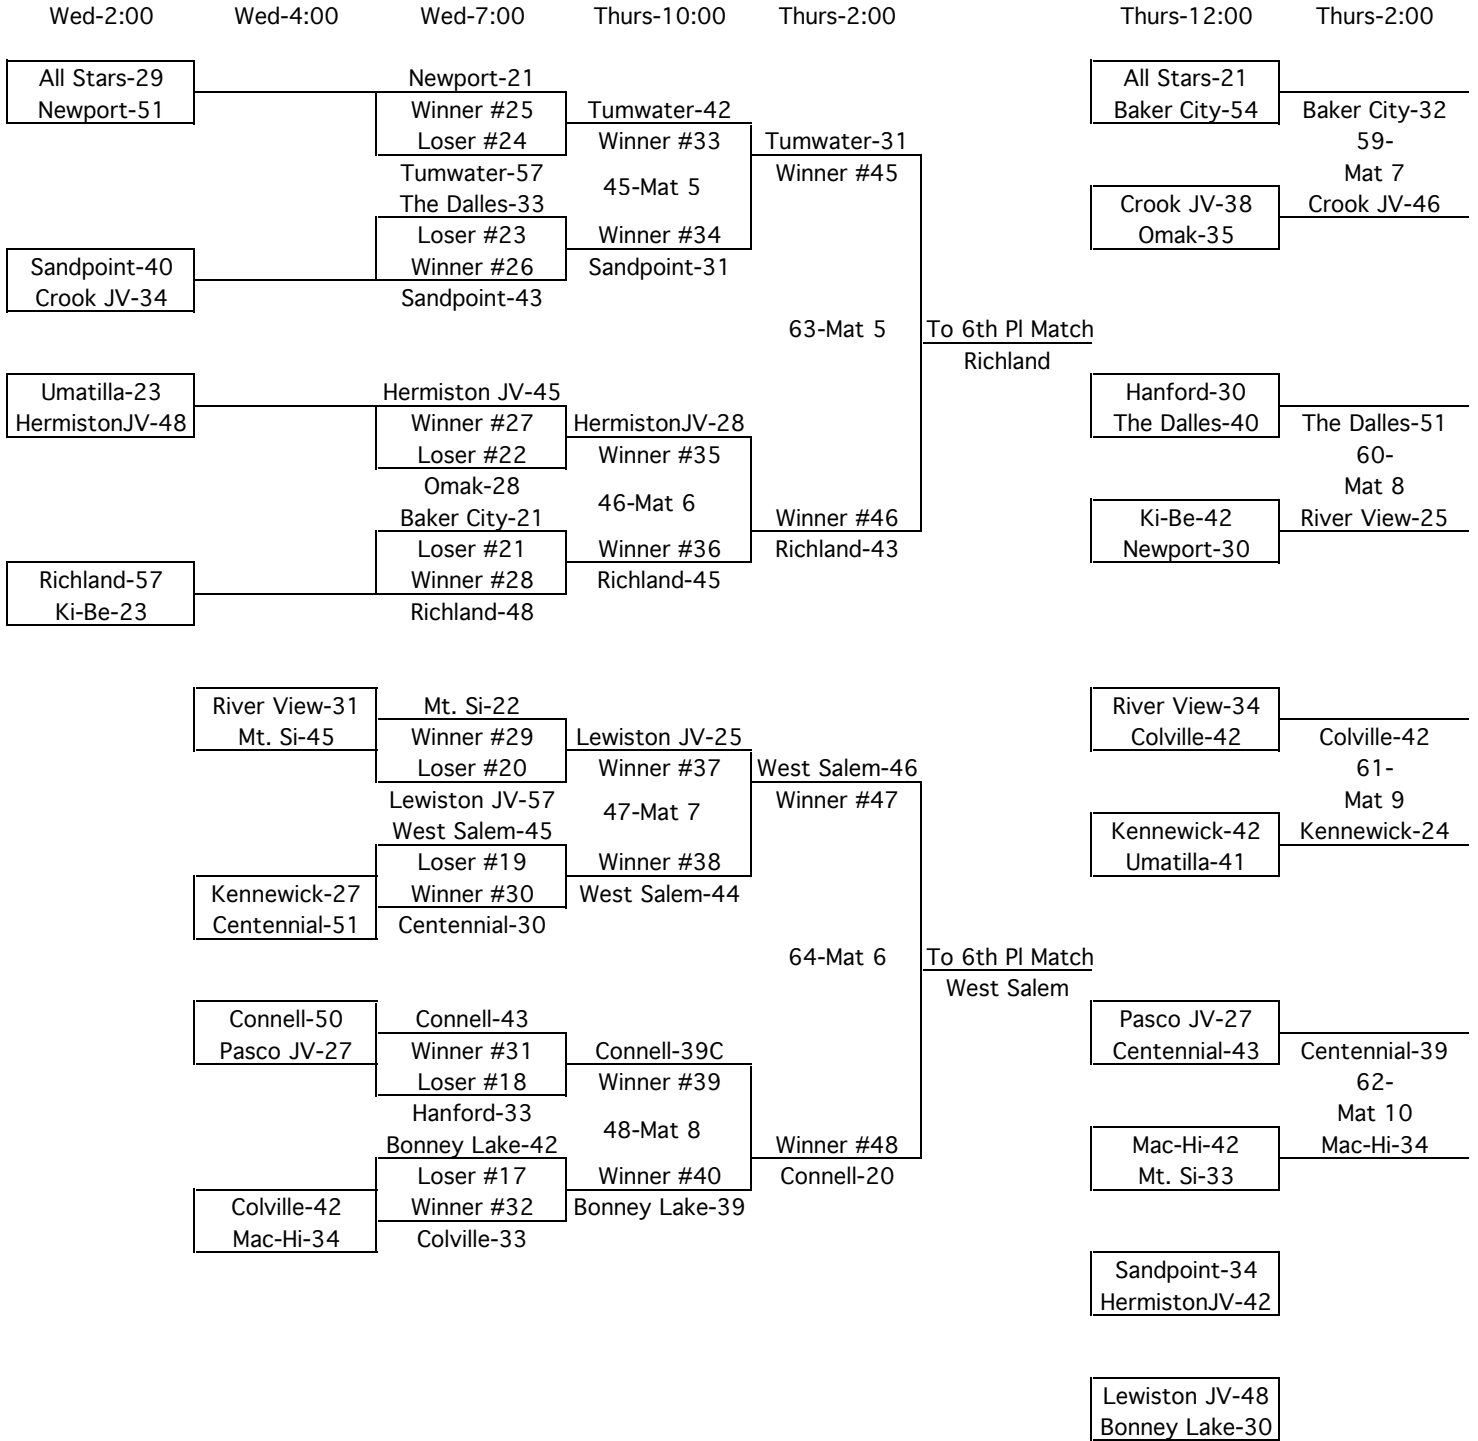 Wed-2:00 Wed-4:00 Wed-7:00 Thurs-10:00 Thurs-2:00 Thurs-12:00 Thurs-2:00
All Stars-29 Newport-21 All Stars-21
Newport-51 Winner #25 Tumwater-42 Baker City-54 Baker City-32
Loser #24 Winner #33 Tumwater-31 59-
Tumwater-57 45-Mat 5 Winner #45 Mat 7
The Dalles-33 Crook JV-38 Crook JV-46
Loser #23 Winner #34 Omak-35
Sandpoint-40 Winner #26 Sandpoint-31
Crook JV-34 Sandpoint-43
63-Mat 5 To 6th Pl Match
Richland
Umatilla-23 Hermiston JV-45 Hanford-30
HermistonJV-48 Winner #27 HermistonJV-28 The Dalles-40 The Dalles-51
Loser #22 Winner #35 60-
Omak-28 46-Mat 6 Mat 8
Baker City-21 Winner #46 Ki-Be-42 River View-25
Loser #21 Winner #36 Richland-43 Newport-30
Richland-57 Winner #28 Richland-45
Ki-Be-23 Richland-48
River View-31 Mt. Si-22 River View-34
Mt. Si-45 Winner #29 Lewiston JV-25 Colville-42 Colville-42
Loser #20 Winner #37 West Salem-46 61-
Lewiston JV-57 47-Mat 7 Winner #47 Mat 9
West Salem-45 Kennewick-42 Kennewick-24
Loser #19 Winner #38 Umatilla-41
Kennewick-27 Winner #30 West Salem-44
Centennial-51 Centennial-30
64-Mat 6 To 6th Pl Match
West Salem
Connell-50 Connell-43 Pasco JV-27
Pasco JV-27 Winner #31 Connell-39C Centennial-43 Centennial-39
Loser #18 Winner #39 62-
Hanford-33 48-Mat 8 Mat 10
Bonney Lake-42 Winner #48 Mac-Hi-42 Mac-Hi-34
Loser #17 Winner #40 Connell-20 Mt. Si-33
Colville-42 Winner #32 Bonney Lake-39
Mac-Hi-34 Colville-33
Sandpoint-34
HermistonJV-42
Lewiston JV-48
Bonney Lake-30